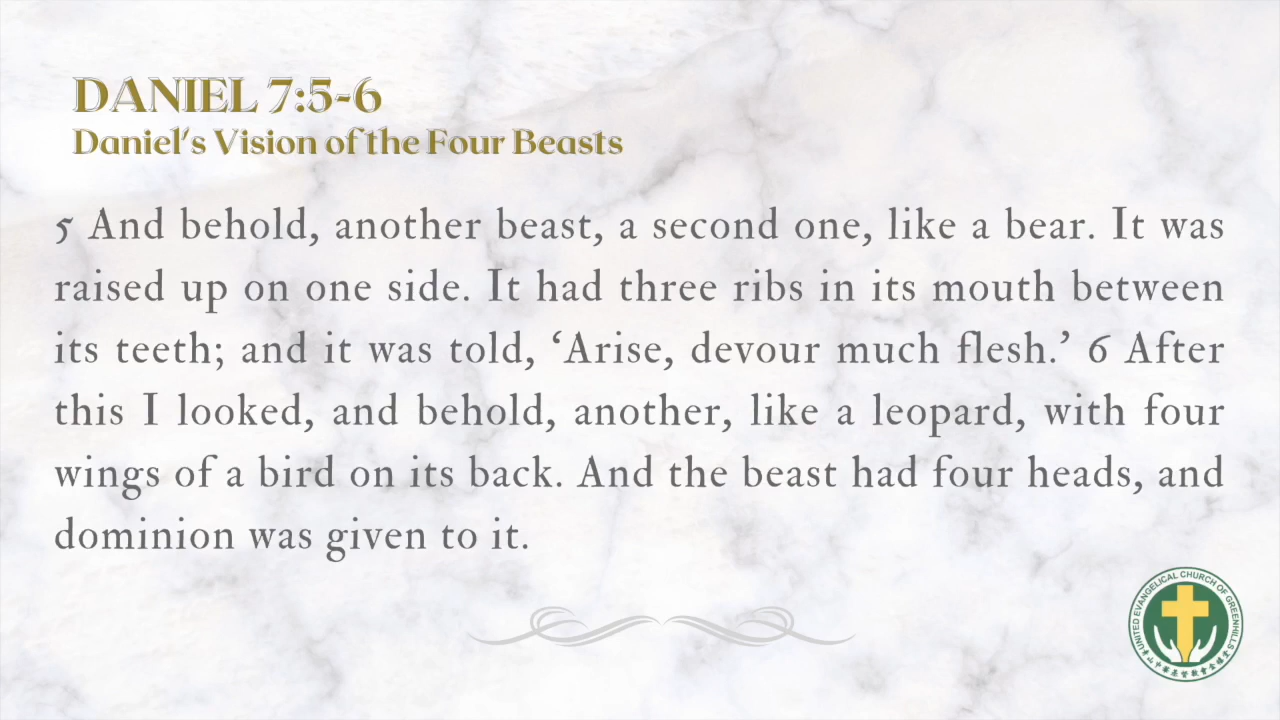 DANIEL 7:5-6
Daniel's Vision of the Four Beasts
5 And behold, another beast, a second one, like a bear. It was
raised up on one side. It had three ribs in its mouth between
its teeth; and it was told, ‘Arise, devour much flesh.’ 6 After
this I looked, and behold, another, like a leopard, with four
wings of a bird on its back. And the beast had four heads, and
dominion was given to it.
UNITED EVANGELICAL CHURCH OF GREENHILLS